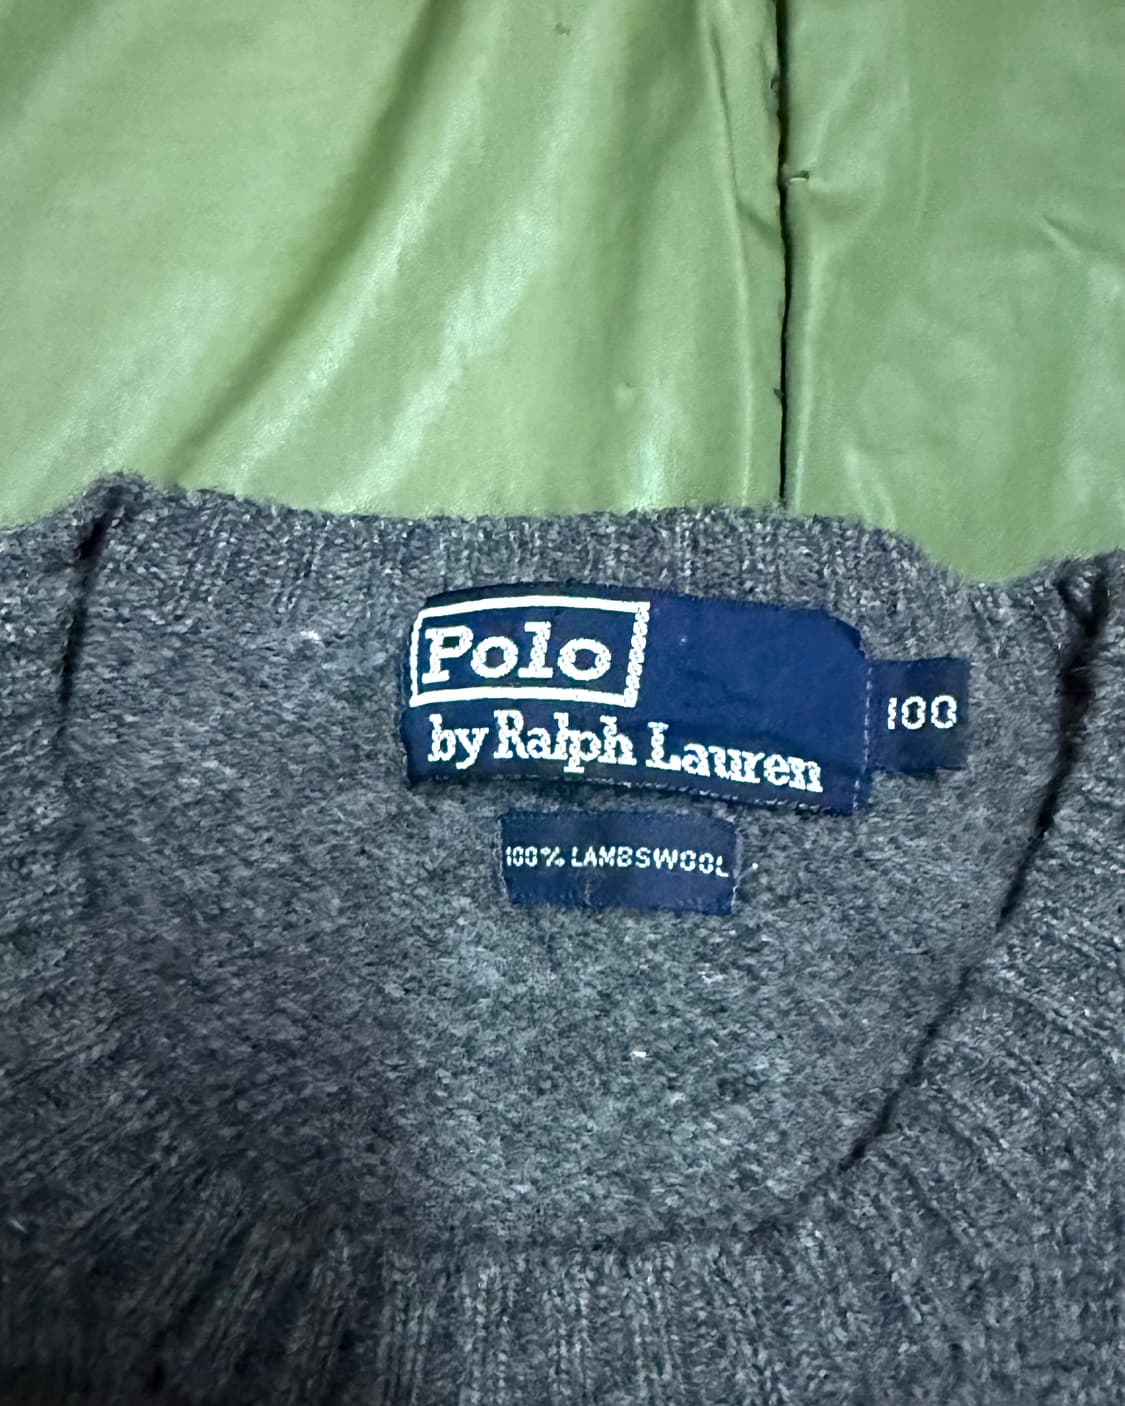 Polo
by Ralph Lauren
100
100% LAMBSWOOL